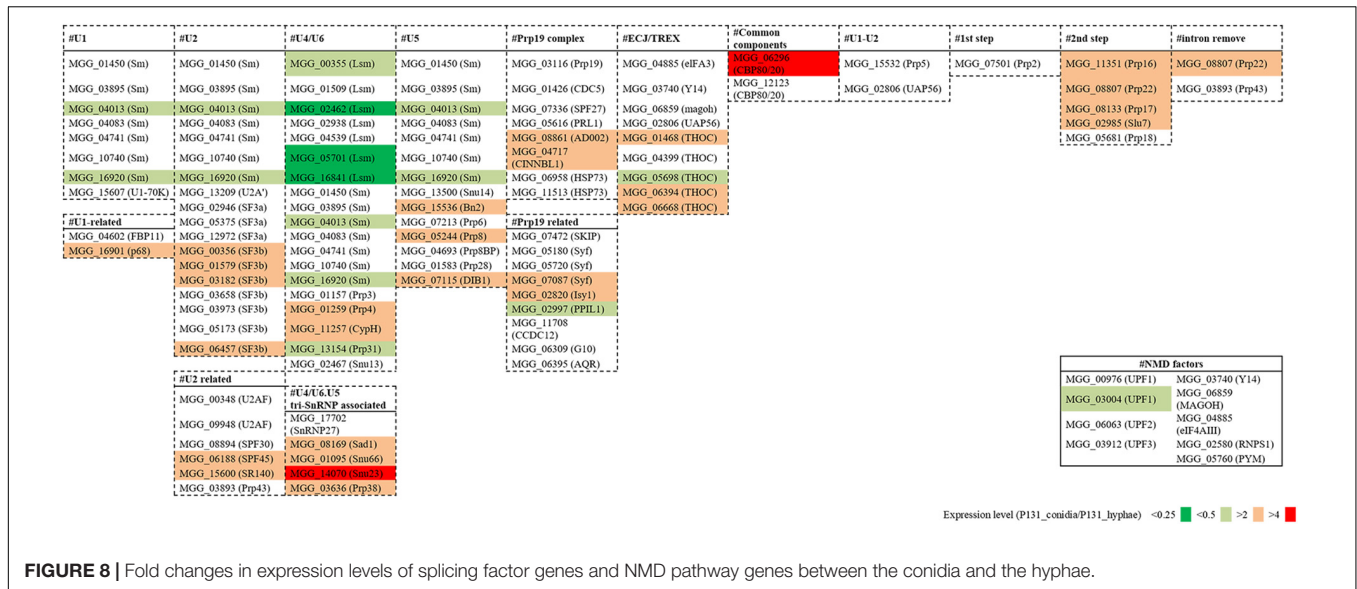 #U1
MGG_01450 (Sm)
MGG_03895 (Sm)
MGG_04013 (Sm)
MGG_04083 (Sm)
MGG_04741 (Sm)
MGG_10740 (Sm)
MGG_16920 (Sm)
MGG_15607 (U1-70K)
#U1-related
MGG_04602 (FBP11)
MGG_16901 (p68)
#U2
MGG_01450 (Sm)
MGG_03895 (Sm)
MGG_04013 (Sm)
MGG_04083 (Sm)
MGG_04741 (Sm)
MGG_10740 (Sm)
MGG_16920 (Sm)
MGG_13209 (U2A')
MGG_02946 (SF3a)
MGG_05375 (SF3a)
MGG_12972 (SF3a)
MGG_00356 (SF3b)
MGG_01579 (SF3b)
MGG_03182 (SF3b)
MGG_03658 (SF3b)
MGG_03973 (SF3b)
MGG_05173 (SF3b)
MGG_06457 (SF3b)
#U2 related
MGG_00348 (U2AF)
MGG_09948 (U2AF)
MGG_08894 (SPF30)
MGG_06188 (SPF45)
MGG_15600 (SR140)
MGG_03893 (Prp43)
#U4/U6
MGG_00355 (Lsm)
MGG_01509 (Lsm)
MGG_02462 (Lsm)
MGG_02938 (Lsm)
MGG_04539 (Lsm)
MGG_05701 (Lsm)
MGG_16841 (Lsm)
MGG_01450 (Sm)
MGG_03895 (Sm)
MGG_04013 (Sm)
MGG_04083 (Sm)
MGG_04741 (Sm)
MGG_10740 (Sm)
MGG_16920 (Sm)
MGG_01157 (Prp3)
MGG_01259 (Prp4)
MGG_11257 (CypH)
MGG_13154 (Prp31)
MGG_02467 (Snu13)
#U4/U6.U5
tri-SnRNP associated
MGG_17702
(SnRNP27)
MGG_08169 (Sad1)
MGG_01095 (Snu66)
MGG_14070 (Snu23)
MGG_03636 (Prp38)
#U5
MGG_01450 (Sm)
MGG_03895 (Sm)
MGG_04013 (Sm)
MGG_04083 (Sm)
MGG_04741 (Sm)
MGG_10740 (Sm)
MGG_16920 (Sm)
MGG_13500 (Snu14)
MGG_15536 (Bn2)
MGG_07213 (Prp6)
MGG_05244 (Prp8)
MGG_04693 (Prp8BP)
MGG_01583 (Prp28)
MGG_07115 (DIB1)
#Prp19 complex
MGG_03116 (Prp19)
MGG_01426 (CDC5)
MGG_07336 (SPF27)
MGG_05616 (PRL1)
MGG_08861 (AD002)
MGG_04717
(CINNBL1)
MGG_06958 (HSP73)
MGG_11513 (HSP73)
#Prp19 related
MGG_07472 (SKIP)
MGG_05180 (Syf)
MGG_05720 (Syf)
MGG_07087 (Syf)
MGG_02820 (Isy1)
MGG_02997 (PPIL1)
MGG_11708
(CCDC12)
MGG_06309 (G10)
MGG_06395 (AQR)
#ECJ/TREX
MGG_04885 (eIFA3)
MGG_03740 (Y14)
MGG_06859 (magoh)
MGG_02806 (UAP56)
MGG_01468 (THOC)
MGG_04399 (THOC)
MGG_05698 (THOC)
MGG_06394 (THOC)
MGG_06668 (THOC)
#Common
components
MGG_06296
(CBP80/20)
MGG_12123
(CBP80/20)
#U1-U2
MGG_15532 (Prp5)
MGG_02806 (UAP56)
#1st step
MGG_07501 (Prp2)
#2nd step
MGG_11351 (Prp16)
MGG_08807 (Prp22)
MGG_08133 (Prp17)
MGG_02985 (Slu7)
MGG_05681 (Prp18)
#intron remove
MGG_08807 (Prp22)
MGG_03893 (Prp43)
#NMD factors
MGG_00976 (UPF1)
MGG_03004 (UPF1)
MGG_06063 (UPF2)
MGG_03912 (UPF3)
MGG_03740 (Y14)
MGG_06859
(MAGOH)
MGG_04885
(eIF4AIII)
MGG_02580 (RNPS1)
MGG_05760 (PYM)
Expression level (P131_conidia/P131_hyphae) <0.25 <0.5 >2 >4
FIGURE 8 | Fold changes in expression levels of splicing factor genes and NMD pathway genes between the conidia and the hyphae.